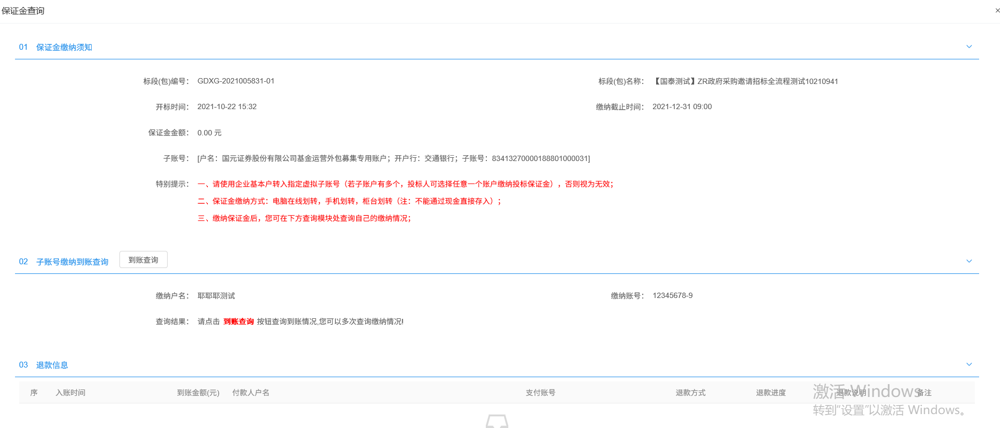 保证金查询 ×
01 保证金缴纳须知
标段(包)编号： GDXG-2021005831-01 标段(包)名称： 【国泰测试】ZR政府采购邀请招标全流程测试10210941
开标时间： 2021-10-22 15:32 缴纳截止时间： 2021-12-31 09:00
保证金金额： 0.00 元
子账号： [户名：国元证券股份有限公司基金运营外包募集专用账户；开户行：交通银行；子账号：83413270000188801000031]
特别提示： 一、请使用企业基本户转入指定虚拟子账号（若子账户有多个，投标人可选择任意一个账户缴纳投标保证金），否则视为无效；
二、保证金缴纳方式：电脑在线划转，手机划转，柜台划转（注：不能通过现金直接存入）；
三、缴纳保证金后，您可在下方查询模块处查询自己的缴纳情况；
02 子账号缴纳到账查询 到账查询
缴纳户名： 耶耶耶测试 缴纳账号： 12345678-9
查询结果： 请点击 到账查询 按钮查询到账情况,您可以多次查询缴纳情况!
03 退款信息
序 入账时间 到账金额(元) 付款人户名 支付账号 退款方式 退款进度 退款说明 备注
激活 Windows
转到“设置”以激活 Windows。